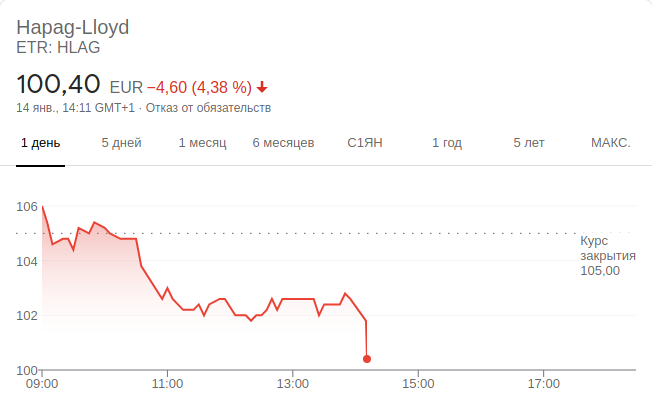 Hapag-Lloyd
ETR: HLAG
100,40 EUR −4,60 (4,38 %)
14 янв., 14:11 GMT+1 · Отказ от обязательств
1 день 5 дней 1 месяц 6 месяцев С1ЯН 1 год 5 лет МАКС.
106
Курс
закрытия
105,00
104
102
100
09:00 11:00 13:00 15:00 17:00